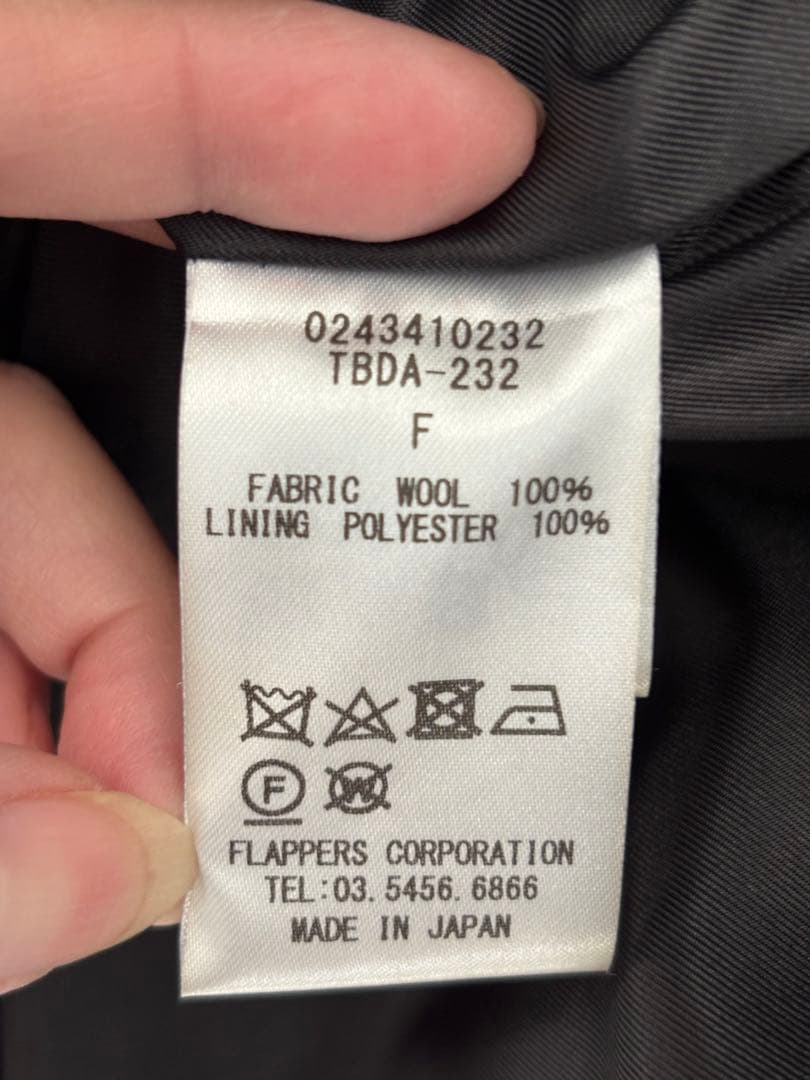 0243410232
TBDA-232
F
FABRIC WOOL 100%
LINING POLYESTER 100%
F W
FLAPPERS CORPORATION
TEL:03.5456.6866
MADE IN JAPAN